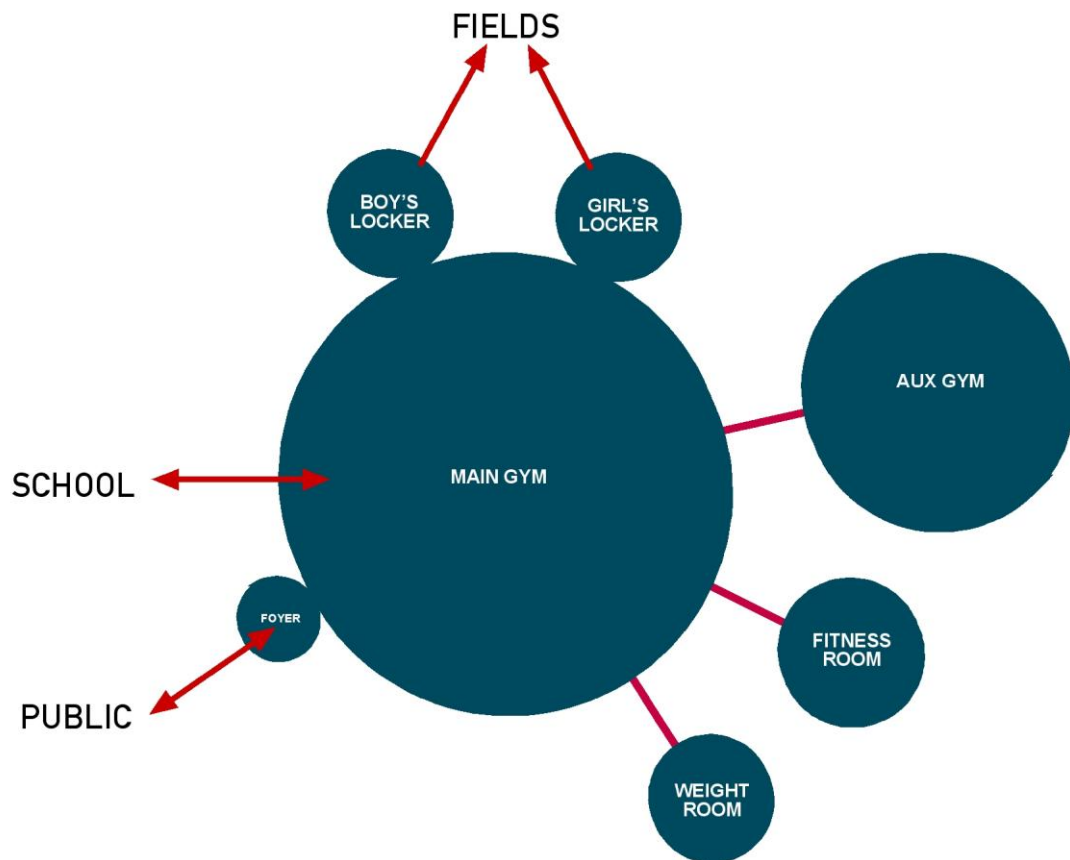 FIELDS
BOY'S
LOCKER
GIRL'S
LOCKER
AUX GYM
MAIN GYM
SCHOOL
FOYER
FITNESS
ROOM
PUBLIC
WEIGHT
ROOM